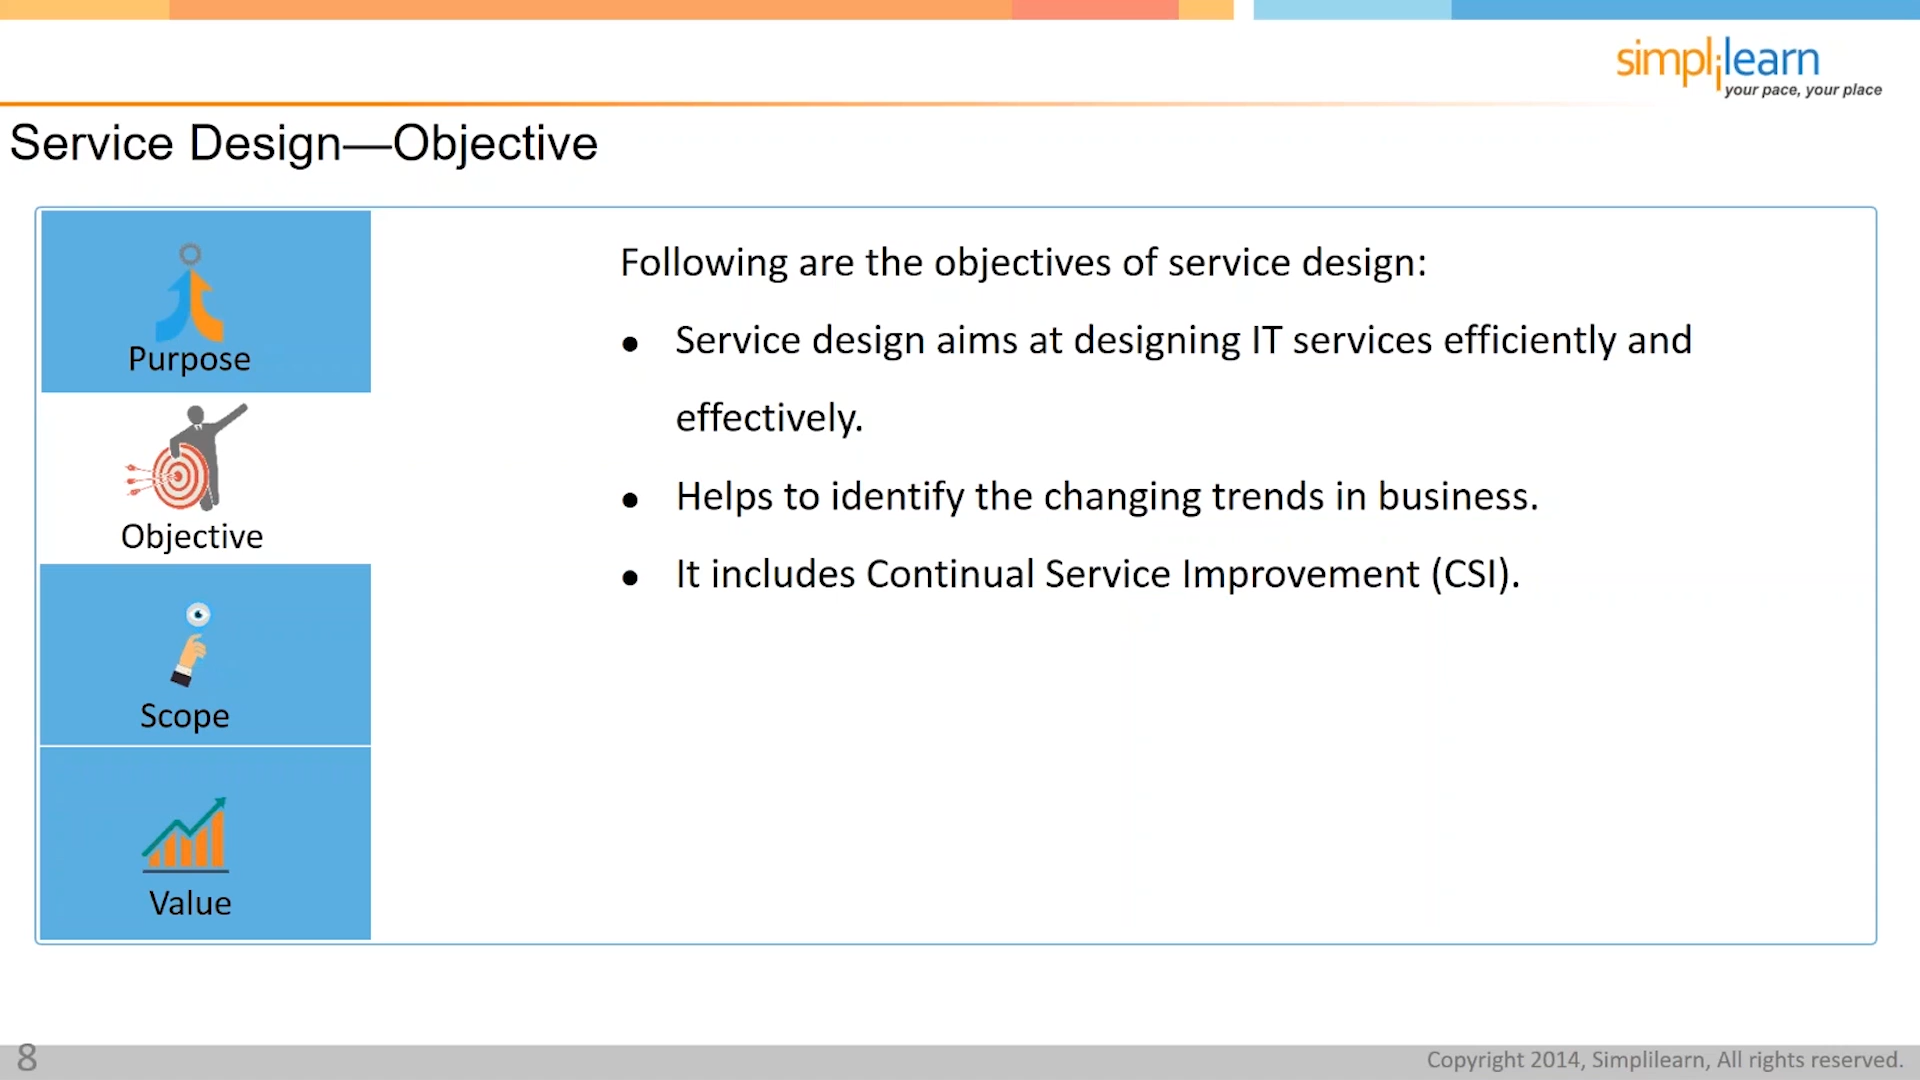 simplilearn
your pace, your place
Service Design—Objective
Purpose
Objective
Scope
Value
Following are the objectives of service design:
● Service design aims at designing IT services efficiently and
effectively.
● Helps to identify the changing trends in business.
● It includes Continual Service Improvement (CSI).
8
Copyright 2014, Simplilearn, All rights reserved.